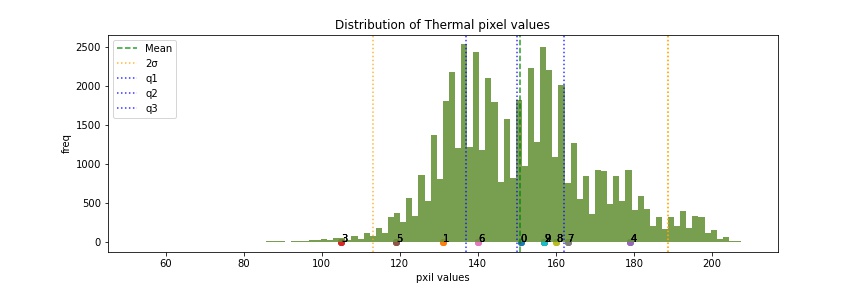 Distribution of Thermal pixel values
Mean
2σ
q1
q2
q3
freq
2500
2000
1500
1000
500
0
3 5 1 6 0 9 8 7 4
60 80 100 120 140 160 180 200
pxil values